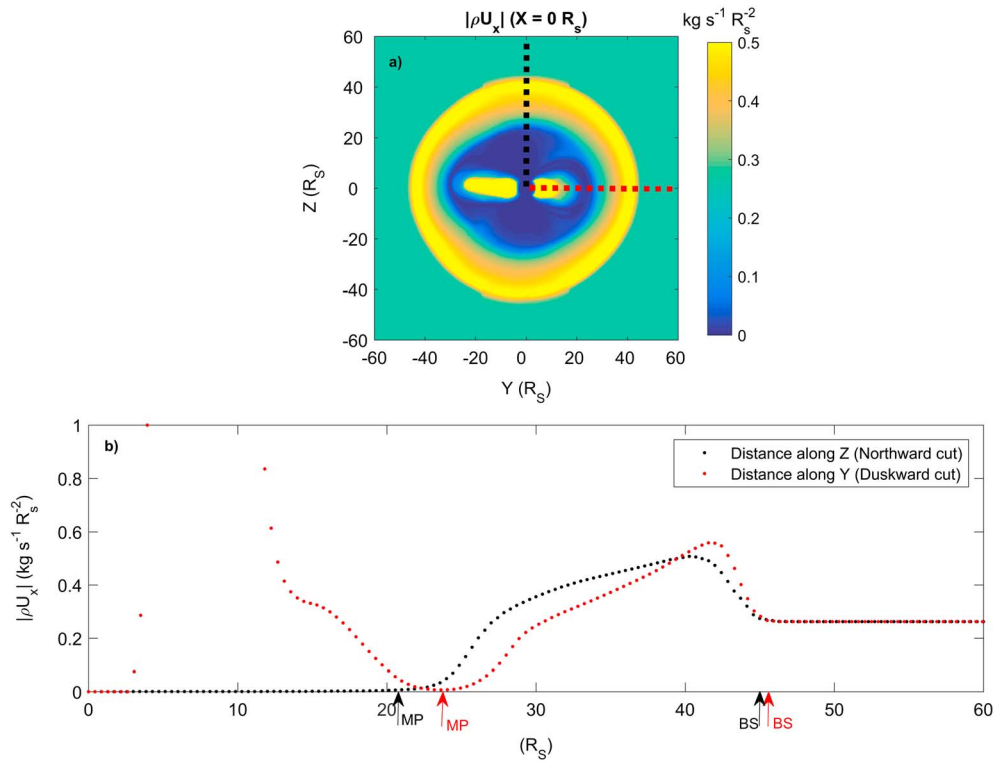 |ρU_x| (X = 0 R_s)
kg s^-1 R_s^-2
a)
60
40
20
0
-20
-40
-60
Z (R_S)
-60 -40 -20 0 20 40 60
Y (R_S)
0.5
0.4
0.3
0.2
0.1
0
b)
1
0.8
0.6
0.4
0.2
0
|ρU_x| (kg s^-1 R_s^-2)
Distance along Z (Northward cut)
Distance along Y (Duskward cut)
MP
MP
BS
BS
0 10 20 30 40 50 60
(R_S)